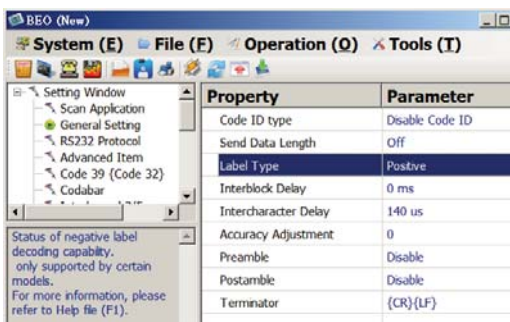 BEO (New)
System (E) File (F) Operation (O) Tools (T)
Setting Window
Scan Application
General Setting
RS232 Protocol
Advanced Item
Code 39 {Code 32}
Codabar
Status of negative label
decoding capability.
only supported by certain
models.
For more information, please
refer to Help file (F1).
Property Parameter
Code ID type Disable Code ID
Send Data Length Off
Label Type Positive
Interblock Delay 0 ms
Intercharacter Delay 140 us
Accuracy Adjustment 0
Preamble Disable
Postamble Disable
Terminator {CR}{LF}